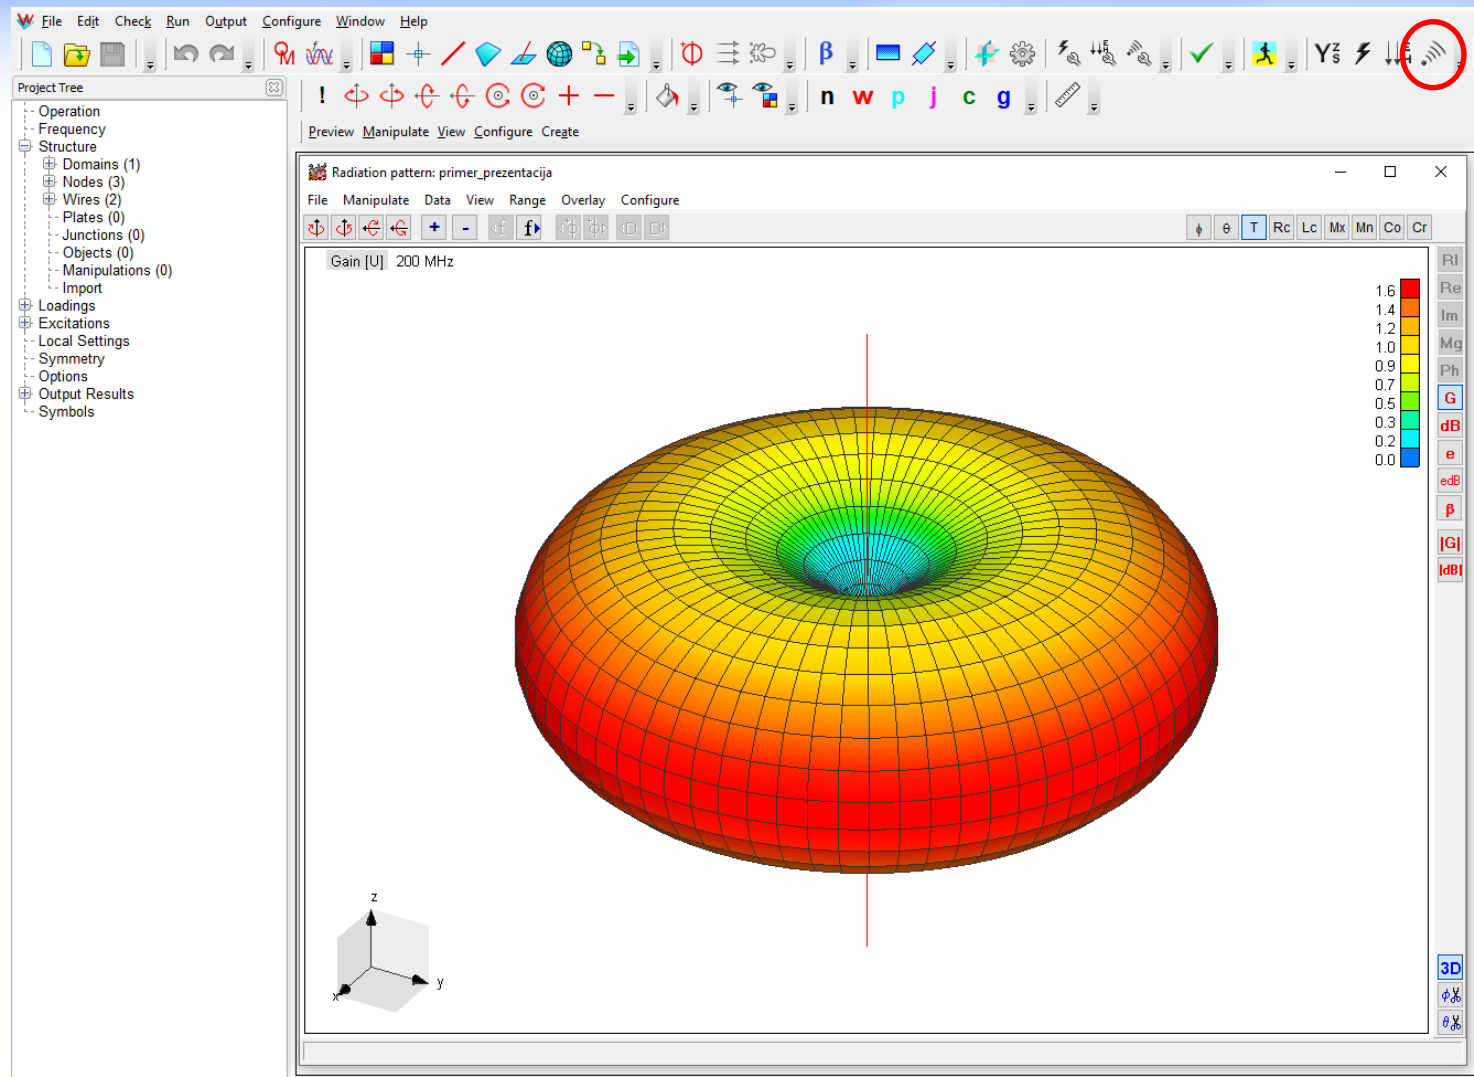 File Edit Check Run Output Configure Window Help
M β Y Z S E H
! n w p j c g
Project Tree
Preview Manipulate View Configure Create
Operation
Frequency
Structure
Domains (1)
Nodes (3)
Wires (2)
Plates (0)
Junctions (0)
Objects (0)
Manipulations (0)
Import
Loadings
Excitations
Local Settings
Symmetry
Options
Output Results
Symbols
Radiation pattern: primer_prezentacija
File Manipulate Data View Range Overlay Configure
+ - f f ϕ θ T Rc Lc Mx Mn Co Cr
Gain [U] 200 MHz
1.6
1.4
1.2
1.0
0.9
0.7
0.5
0.3
0.2
0.0
RI
Re
Im
Mg
Ph
G
dB
e
edB
β
|G|
|dB|
z
y
x
3D
ϕ
θ